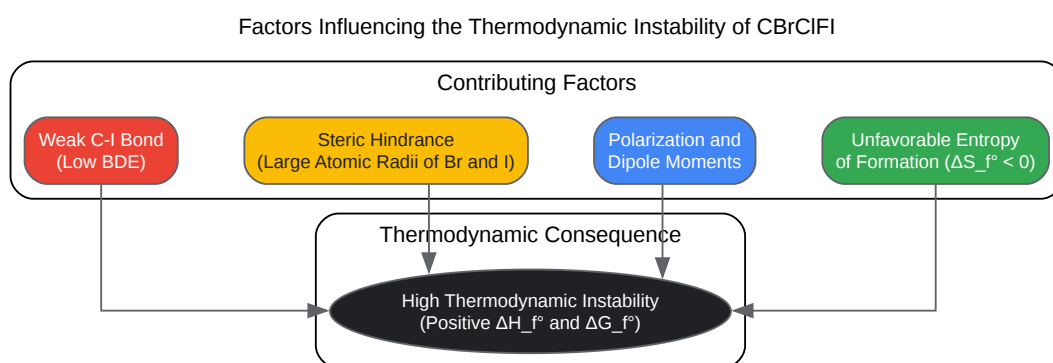 Factors Influencing the Thermodynamic Instability of CBrClFI
Contributing Factors
Weak C-I Bond
(Low BDE)
Steric Hindrance
(Large Atomic Radii of Br and I)
Polarization and
Dipole Moments
Unfavorable Entropy
of Formation (ΔS_f° < 0)
Thermodynamic Consequence
High Thermodynamic Instability
(Positive ΔH_f° and ΔG_f°)